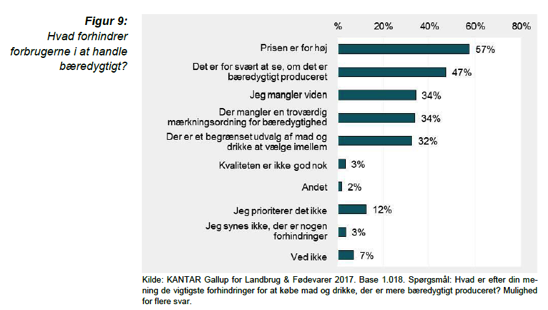 Figur 9:
Hvad forhindrer
forbrugerne i at handle
bæredygtigt?
% 20% 40% 60% 80%
Prisen er for høj 57%
Det er for svært at se, om det er
bæredygtigt produceret 47%
Jeg mangler viden 34%
Der mangler en troværdig
mærkningsordning for bæredygtighed 34%
Der er et begrænset udvalg af mad og
drikke at vælge imellem 32%
Kvaliteten er ikke god nok 3%
Andet 2%
Jeg prioriterer det ikke 12%
Jeg synes ikke, der er nogen
forhindringer 3%
Ved ikke 7%
Kilde: KANTAR Gallup for Landbrug & Fødevarer 2017. Base 1.018. Spørgsmål: Hvad er efter din me-
ning de vigtigste forhindringer for at købe mad og drikke, der er mere bæredygtigt produceret? Mulighed
for flere svar.